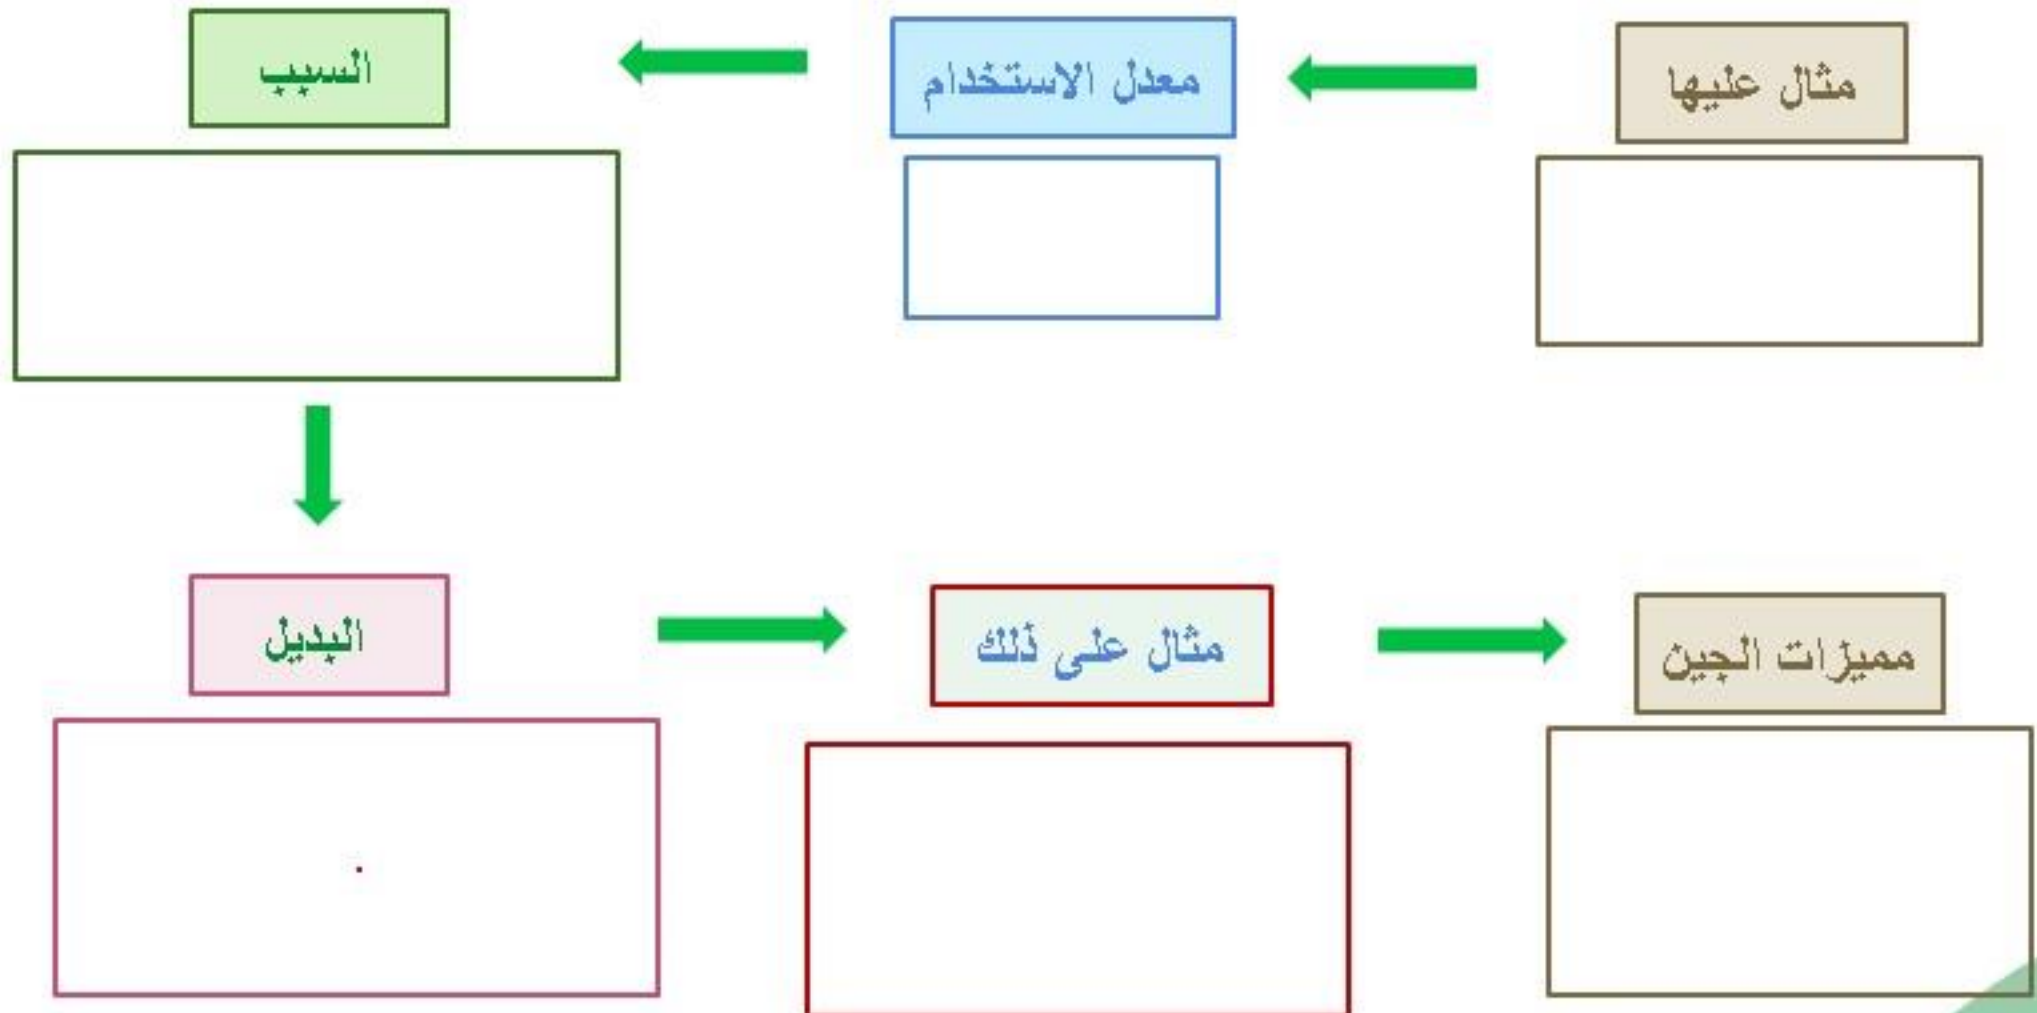 مثال عليها
معدل الاستخدام
السبب
البديل
مثال على ذلك
مميزات الجين